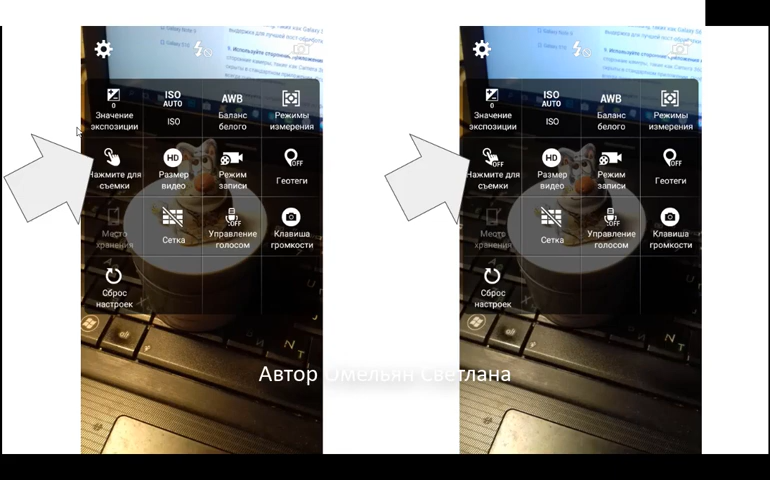 Значение
экспозиции
0
ISO
AUTO
ISO
AWB
Баланс
белого
Режимы
измерения
Нажмите для
съемки
HD
Размер
видео
Режим
записи
OFF
Геотеги
Место
хранения
Сетка
OFF
Управление
голосом
Клавиша
громкости
Сброс
настроек
0
Значение
экспозиции
ISO
AUTO
ISO
AWB
Баланс
белого
Режимы
измерения
OFF
Нажмите для
съемки
HD
Размер
видео
Режим
записи
OFF
Геотеги
Место
хранения
Сетка
OFF
Управление
голосом
Клавиша
громкости
Сброс
настроек
Автор Омельян Светлана